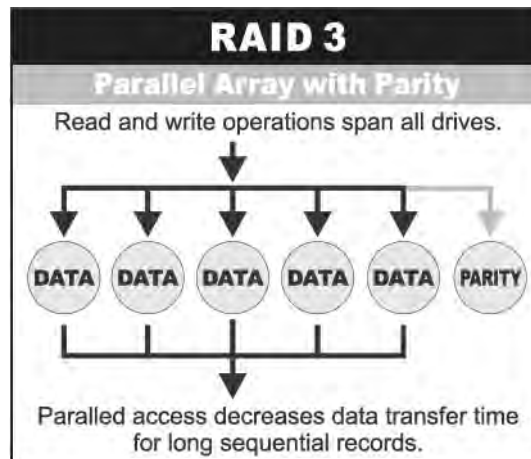 RAID 3
Parallel Array with Parity
Read and write operations span all drives.
DATA DATA DATA DATA DATA PARITY
Paralled access decreases data transfer time
for long sequential records.